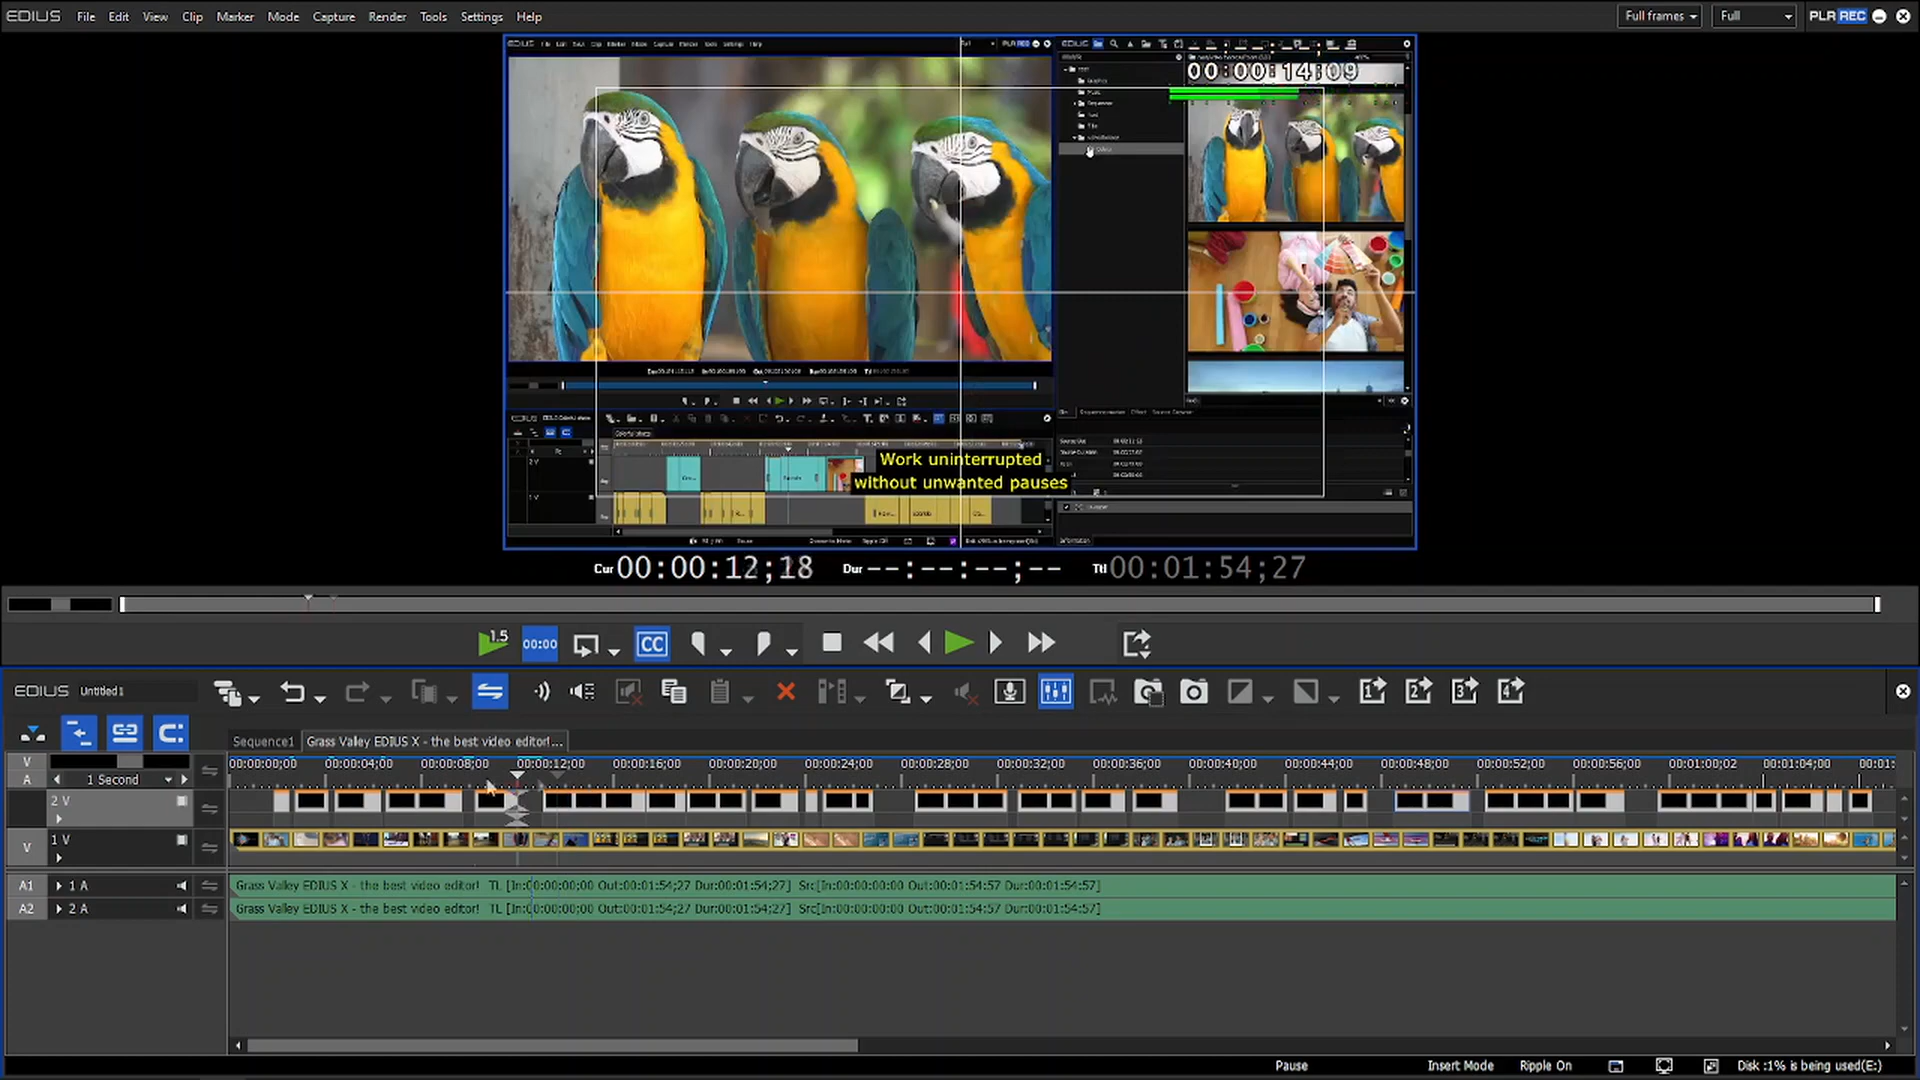 EDIUS File Edit View Clip Marker Mode Capture Render Tools Settings Help
Full frames Full PLR REC
EDIUS
PLR REC
EDIUS
00:00:14;09
Work uninterrupted
without unwanted pauses
Cur 00:00:12;18 Dur --:--:--;-- Ttl 00:01:54;27
1.5 00:00 CC
EDIUS Untitled1
1 2 3 4
Sequence1 Grass Valley EDIUS X - the best video editor!...
V
A 1 Second
00:00:00;00 00:00:04;00 00:00:08;00 00:00:12;00 00:00:16;00 00:00:20;00 00:00:24;00 00:00:28;00 00:00:32;00 00:00:36;00 00:00:40;00 00:00:44;00 00:00:48;00 00:00:52;00 00:00:56;00 00:01:00;02 00:01:04;00 00:01:
2 V
V 1 V
A1 1 A Grass Valley EDIUS X - the best video editor! TL [In:00:00:00;00 Out:00:01:54;27 Dur:00:01:54;27] Src[In:00:00:00:00 Out:00:01:54:57 Dur:00:01:54:57]
A2 2 A Grass Valley EDIUS X - the best video editor! TL [In:00:00:00;00 Out:00:01:54;27 Dur:00:01:54;27] Src[In:00:00:00:00 Out:00:01:54:57 Dur:00:01:54:57]
Pause Insert Mode Ripple On Disk :1% is being used(E:)